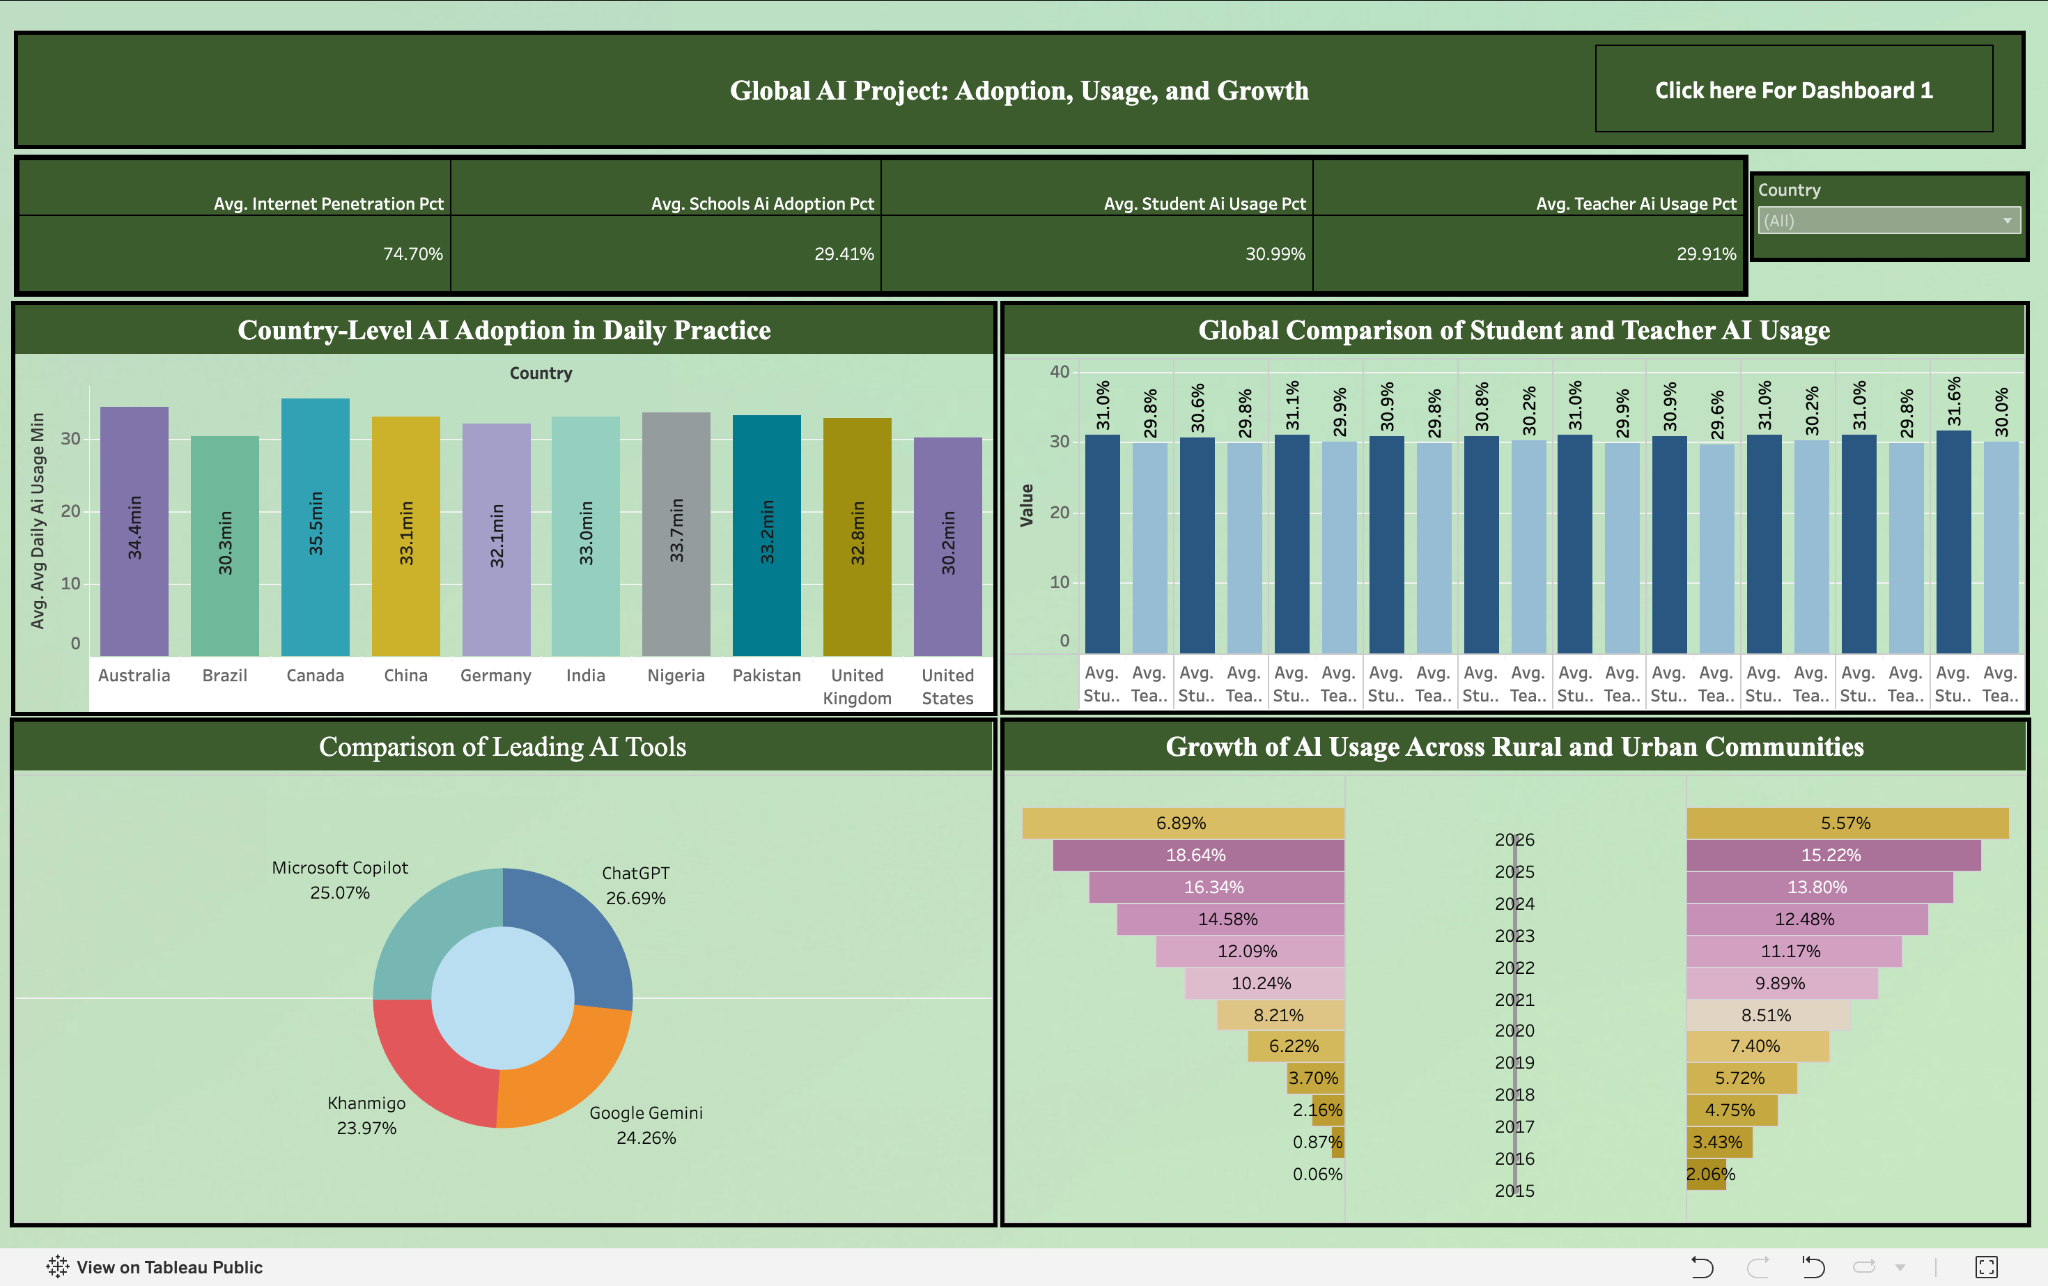 Global AI Project: Adoption, Usage, and Growth
Click here For Dashboard 1
Avg. Internet Penetration Pct
Avg. Schools Ai Adoption Pct
Avg. Student Ai Usage Pct
Avg. Teacher Ai Usage Pct
74.70%
29.41%
30.99%
29.91%
Country
(All)
Country-Level AI Adoption in Daily Practice
Country
Avg. Avg Daily Ai Usage Min
30
20
10
0
34.4min
30.3min
35.5min
33.1min
32.1min
33.0min
33.7min
33.2min
32.8min
30.2min
Australia
Brazil
Canada
China
Germany
India
Nigeria
Pakistan
United
Kingdom
United
States
Global Comparison of Student and Teacher AI Usage
Value
40
30
20
10
0
31.0%
29.8%
30.6%
29.8%
31.1%
29.9%
30.9%
29.8%
30.8%
30.2%
31.0%
29.9%
30.9%
29.6%
31.0%
30.2%
31.0%
29.8%
31.6%
30.0%
Avg.
Stu..
Avg.
Tea..
Avg.
Stu..
Avg.
Tea..
Avg.
Stu..
Avg.
Tea..
Avg.
Stu..
Avg.
Tea..
Avg.
Stu..
Avg.
Tea..
Avg.
Stu..
Avg.
Tea..
Avg.
Stu..
Avg.
Tea..
Avg.
Stu..
Avg.
Tea..
Avg.
Stu..
Avg.
Tea..
Avg.
Stu..
Avg.
Tea..
Comparison of Leading AI Tools
Microsoft Copilot
25.07%
ChatGPT
26.69%
Khanmigo
23.97%
Google Gemini
24.26%
Growth of Al Usage Across Rural and Urban Communities
6.89%
18.64%
16.34%
14.58%
12.09%
10.24%
8.21%
6.22%
3.70%
2.16%
0.87%
0.06%
2026
2025
2024
2023
2022
2021
2020
2019
2018
2017
2016
2015
5.57%
15.22%
13.80%
12.48%
11.17%
9.89%
8.51%
7.40%
5.72%
4.75%
3.43%
2.06%
View on Tableau Public